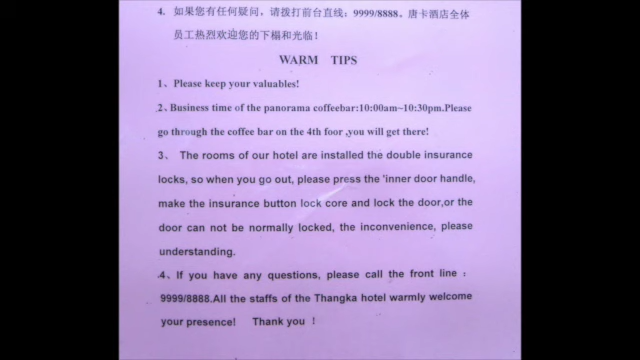 4. 如果您有任何疑问，请拨打前台直线：9999/8888。唐卡酒店全体
员工热烈欢迎您的下榻和光临！
WARM TIPS
1、Please keep your valuables!
2、Business time of the panorama coffeebar:10:00am~10:30pm.Please
go through the coffee bar on the 4th foor ,you will get there!
3、 The rooms of our hotel are installed the double insurance
locks, so when you go out, please press the 'inner door handle,
make the insurance button lock core and lock the door,or the
door can not be normally locked, the inconvenience, please
understanding.
4、If you have any questions, please call the front line：
9999/8888.All the staffs of the Thangka hotel warmly welcome
your presence! Thank you ！